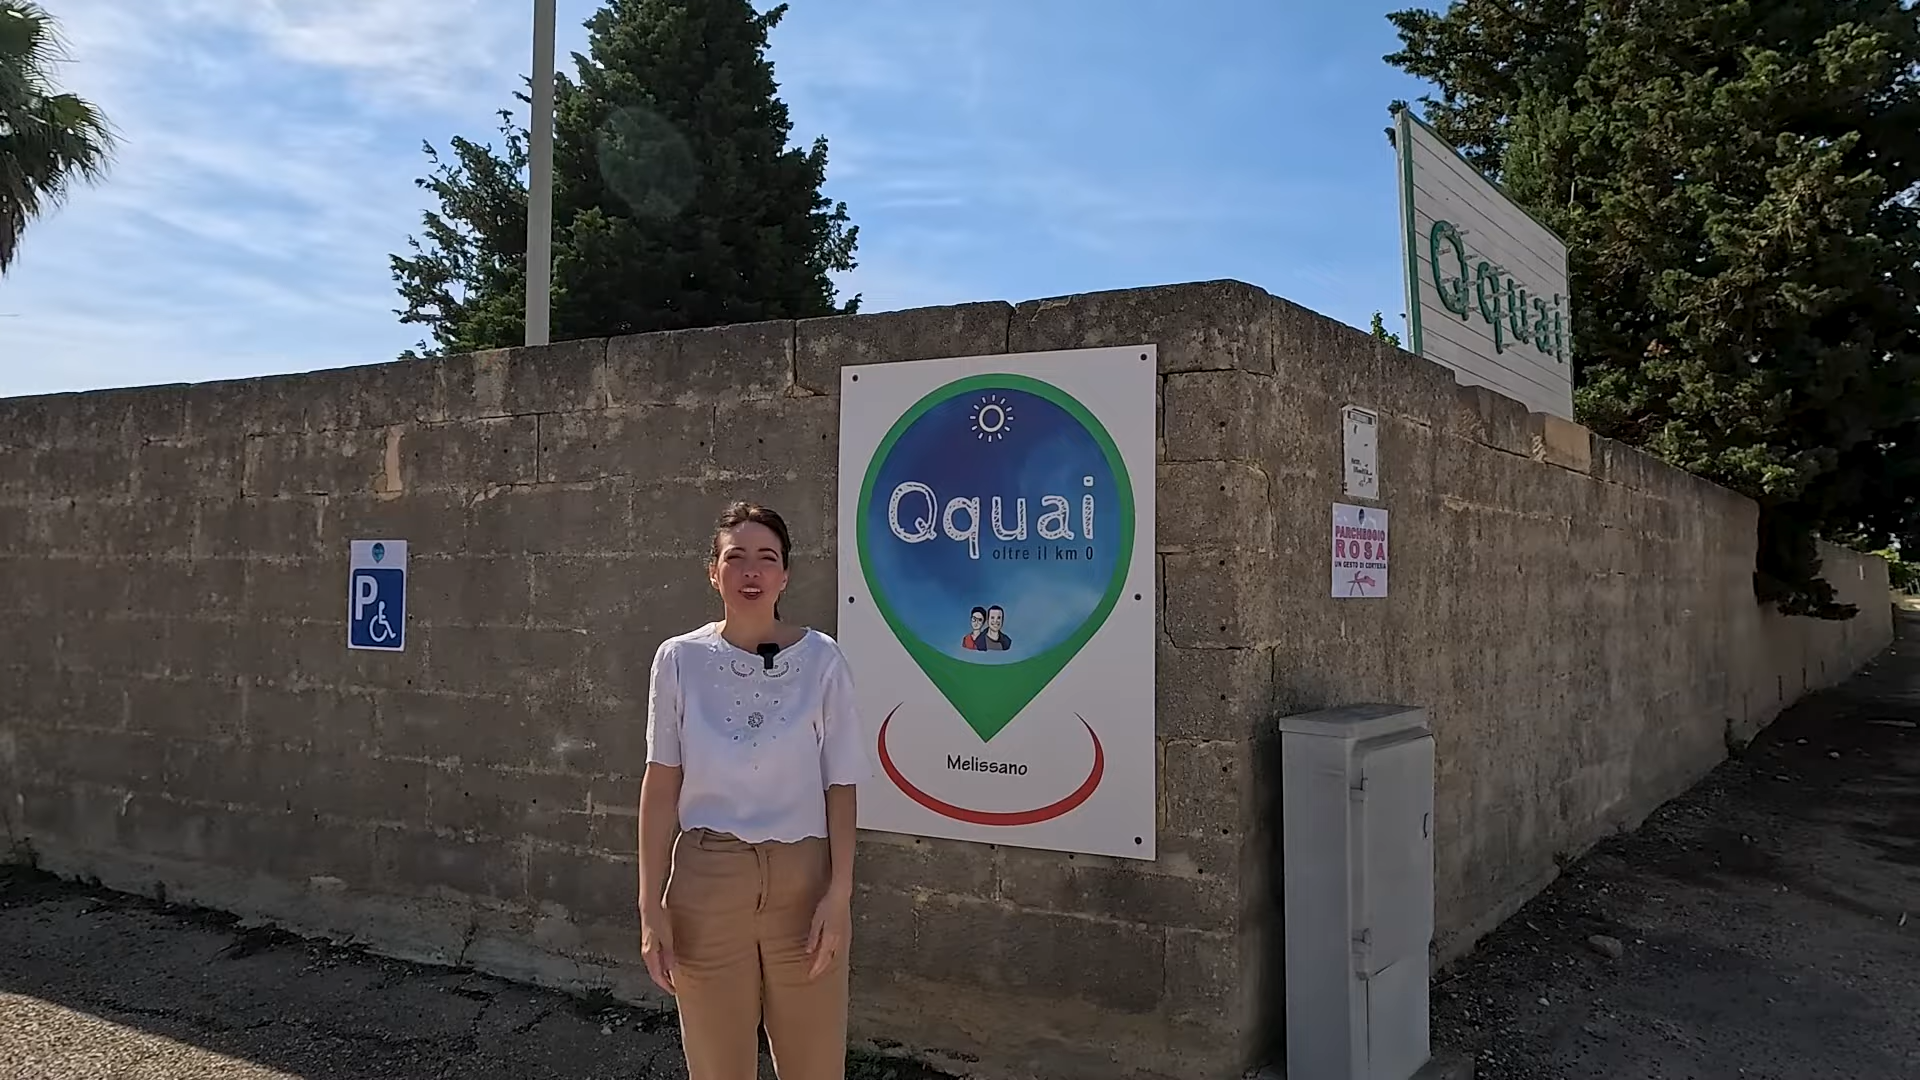 Qquai
Qquai
oltre il km 0
Melissano
P
PARCHEGGIO
ROSA
UN GESTO DI CORTESIA